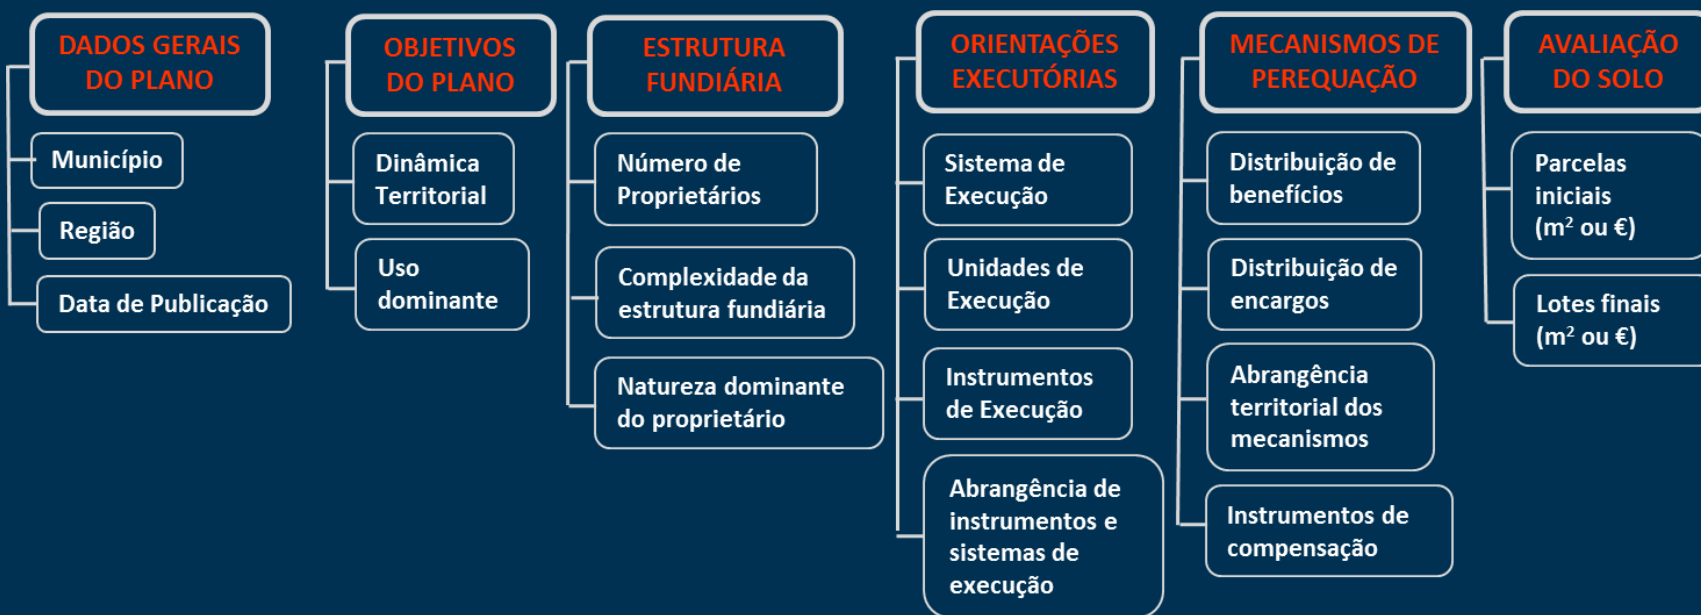 DADOS GERAIS
DO PLANO
Município
Região
Data de Publicação
OBJETIVOS
DO PLANO
Dinâmica
Territorial
Uso
dominante
ESTRUTURA
FUNDIÁRIA
Número de
Proprietários
Complexidade da
estrutura fundiária
Natureza dominante
do proprietário
ORIENTAÇÕES
EXECUTÓRIAS
Sistema de
Execução
Unidades de
Execução
Instrumentos
de Execução
Abrangência de
instrumentos e
sistemas de
execução
MECANISMOS DE
PEREQUAÇÃO
Distribuição de
benefícios
Distribuição de
encargos
Abrangência
territorial dos
mecanismos
Instrumentos de
compensação
AVALIAÇÃO
DO SOLO
Parcelas
iniciais
(m² ou €)
Lotes finais
(m² ou €)